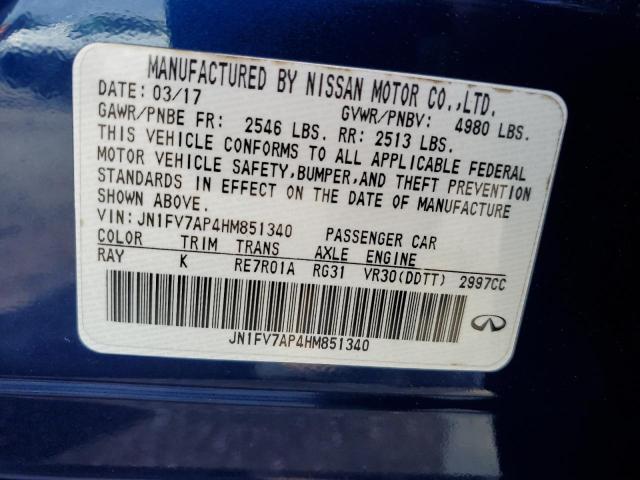 MANUFACTURED BY NISSAN MOTOR CO.,LTD.
DATE: 03/17 GVWR/PNBV: 4980 LBS.
GAWR/PNBE FR: 2546 LBS. RR: 2513 LBS.
THIS VEHICLE CONFORMS TO ALL APPLICABLE FEDERAL
MOTOR VEHICLE SAFETY,BUMPER,AND THEFT PREVENTION
STANDARDS IN EFFECT ON THE DATE OF MANUFACTURE
SHOWN ABOVE.
VIN: JN1FV7AP4HM851340 PASSENGER CAR
COLOR TRIM TRANS AXLE ENGINE
RAY K RE7R01A RG31 VR30(DDTT) 2997CC
JN1FV7AP4HM851340